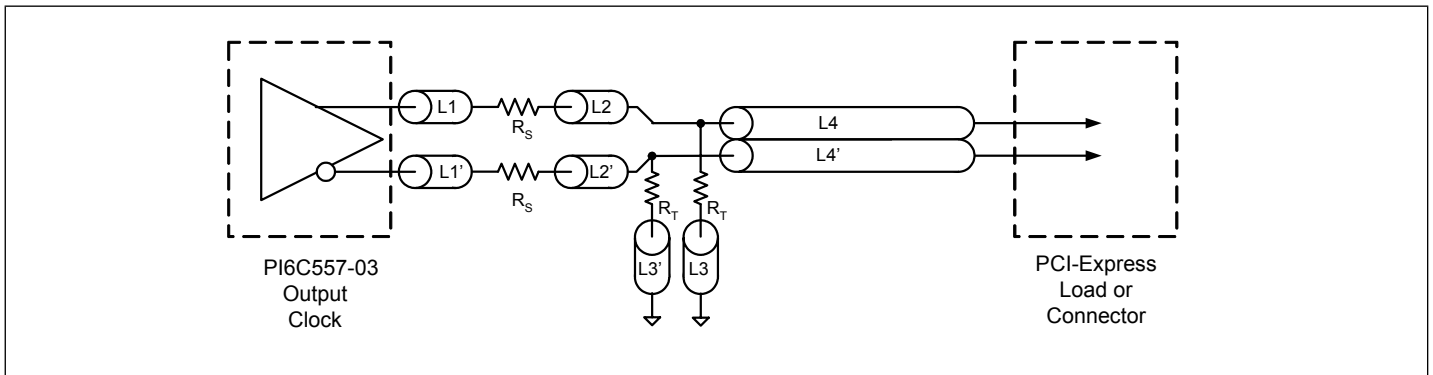 L1
R_S
L2
L4
L1’
R_S
L2’
L4’
R_T
R_T
L3’
L3
PI6C557-03
Output
Clock
PCI-Express
Load or
Connector